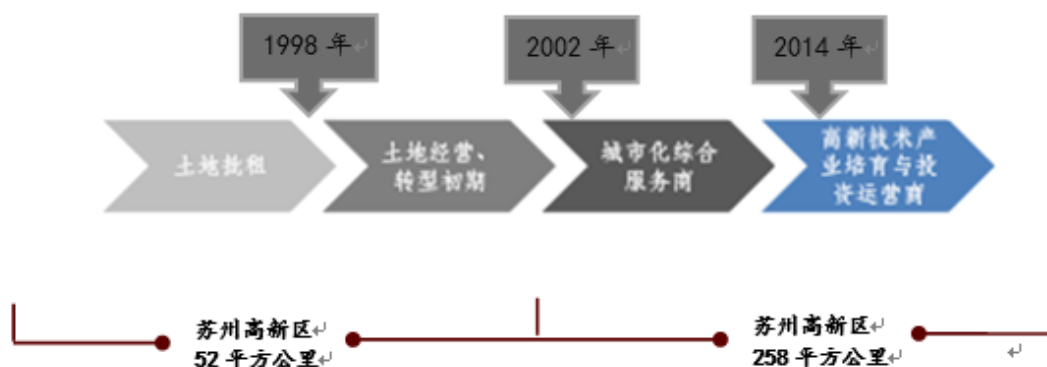 1998 年
2002 年
2014 年
土地批租
土地经营、
转型初期
城市化综合
服务商
高新技术产
业培育与投
资运营商
苏州高新区
52 平方公里
苏州高新区
258 平方公里